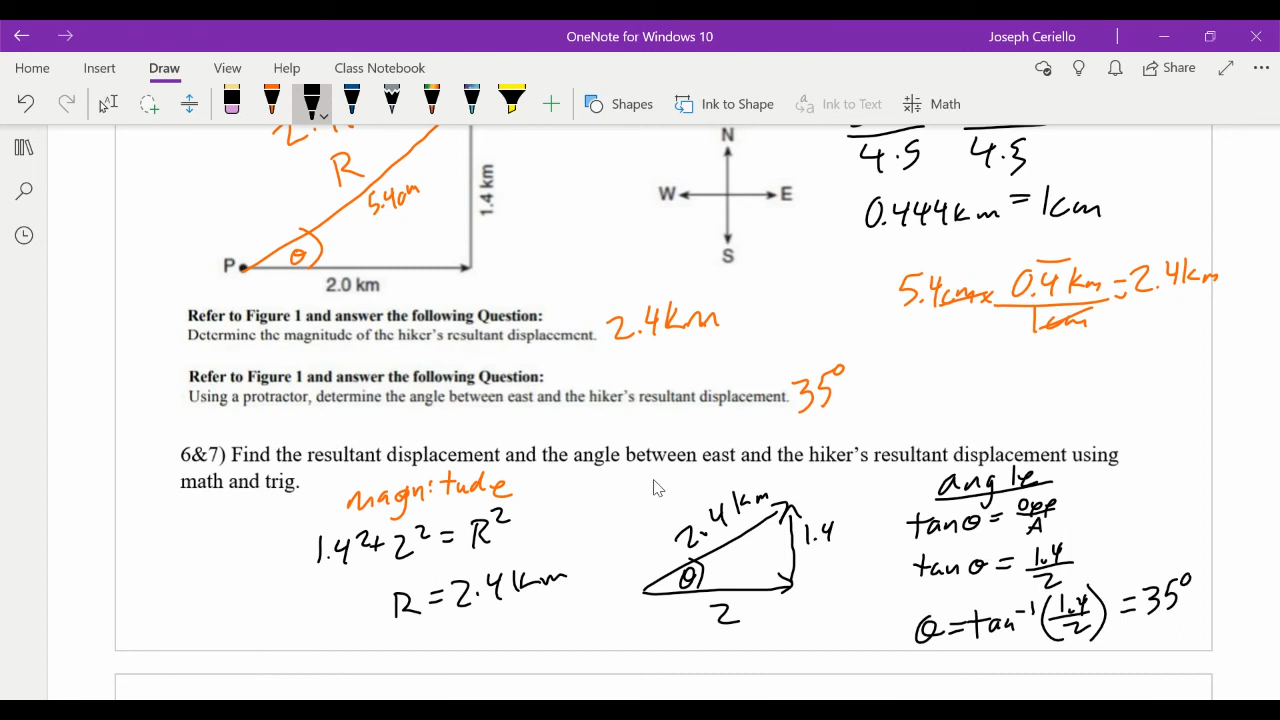 OneNote for Windows 10
Joseph Ceriello
Home Insert Draw View Help Class Notebook
Share
Shapes Ink to Shape Ink to Text Math
R
5.40m
θ
P
2.0 km
1.4 km
N
W E
S
4.5 4.5
0.444km = 1cm
5.4cm x 0.4 km = 2.4km
1cm
Refer to Figure 1 and answer the following Question:
Determine the magnitude of the hiker's resultant displacement. 2.4km
Refer to Figure 1 and answer the following Question:
Using a protractor, determine the angle between east and the hiker's resultant displacement. 35°
6&7) Find the resultant displacement and the angle between east and the hiker's resultant displacement using
math and trig.
magnitude
1.4² + 2² = R²
R = 2.41km
2.41km
1.4
θ
2
angle
tanθ = opp/A
tan θ = 1.4/2
θ = tan⁻¹(1.4/2) = 35°